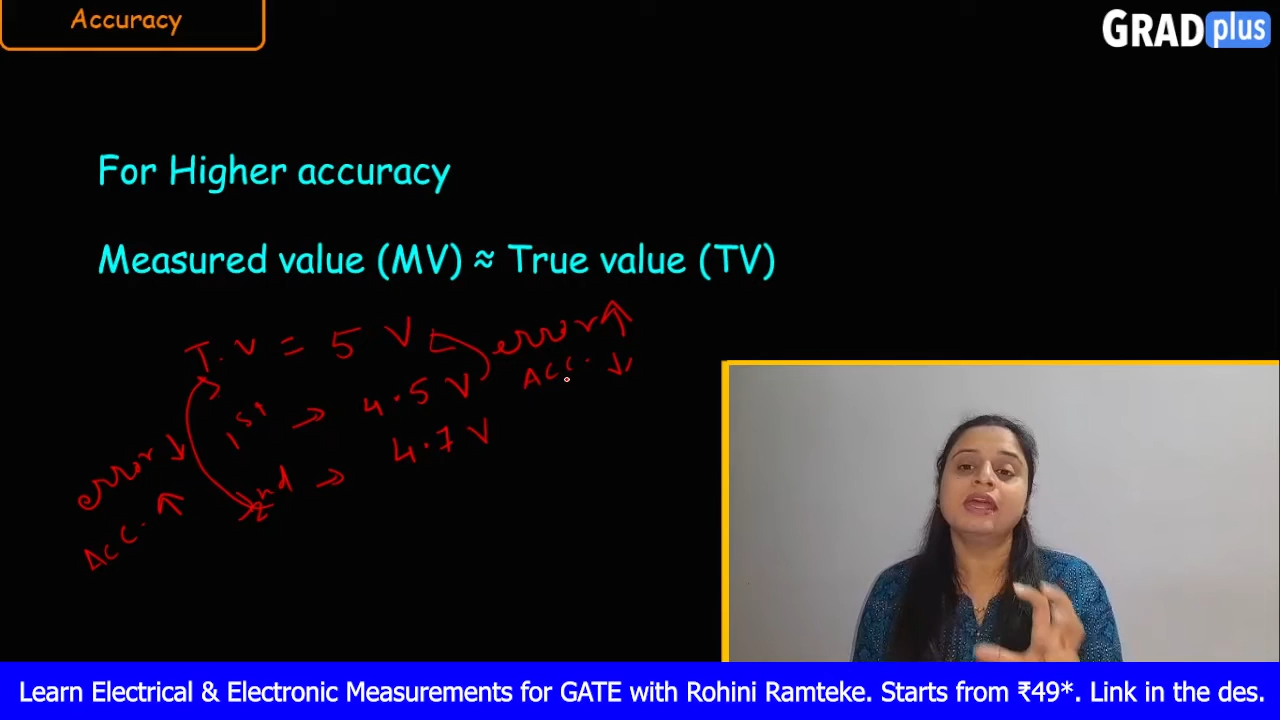 Accuracy
GRADplus
For Higher accuracy
Measured value (MV) ≈ True value (TV)
T.V = 5 V
error↑
Acc. ↓
1st → 4.5 V
2nd → 4.7 V
error ↓
Acc. ↑
Learn Electrical & Electronic Measurements for GATE with Rohini Ramteke. Starts from ₹49*. Link in the des.